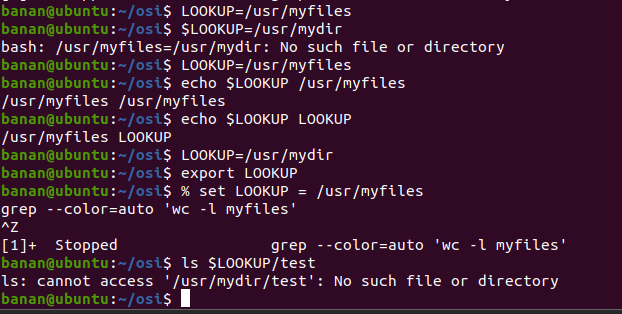 banan@ubuntu:~/osi$ LOOKUP=/usr/myfiles
banan@ubuntu:~/osi$ $LOOKUP=/usr/mydir
bash: /usr/myfiles=/usr/mydir: No such file or directory
banan@ubuntu:~/osi$ LOOKUP=/usr/myfiles
banan@ubuntu:~/osi$ echo $LOOKUP /usr/myfiles
/usr/myfiles /usr/myfiles
banan@ubuntu:~/osi$ echo $LOOKUP LOOKUP
/usr/myfiles LOOKUP
banan@ubuntu:~/osi$ LOOKUP=/usr/mydir
banan@ubuntu:~/osi$ export LOOKUP
banan@ubuntu:~/osi$ % set LOOKUP = /usr/myfiles
grep --color=auto 'wc -l myfiles'
^Z
[1]+  Stopped                 grep --color=auto 'wc -l myfiles'
banan@ubuntu:~/osi$ ls $LOOKUP/test
ls: cannot access '/usr/mydir/test': No such file or directory
banan@ubuntu:~/osi$